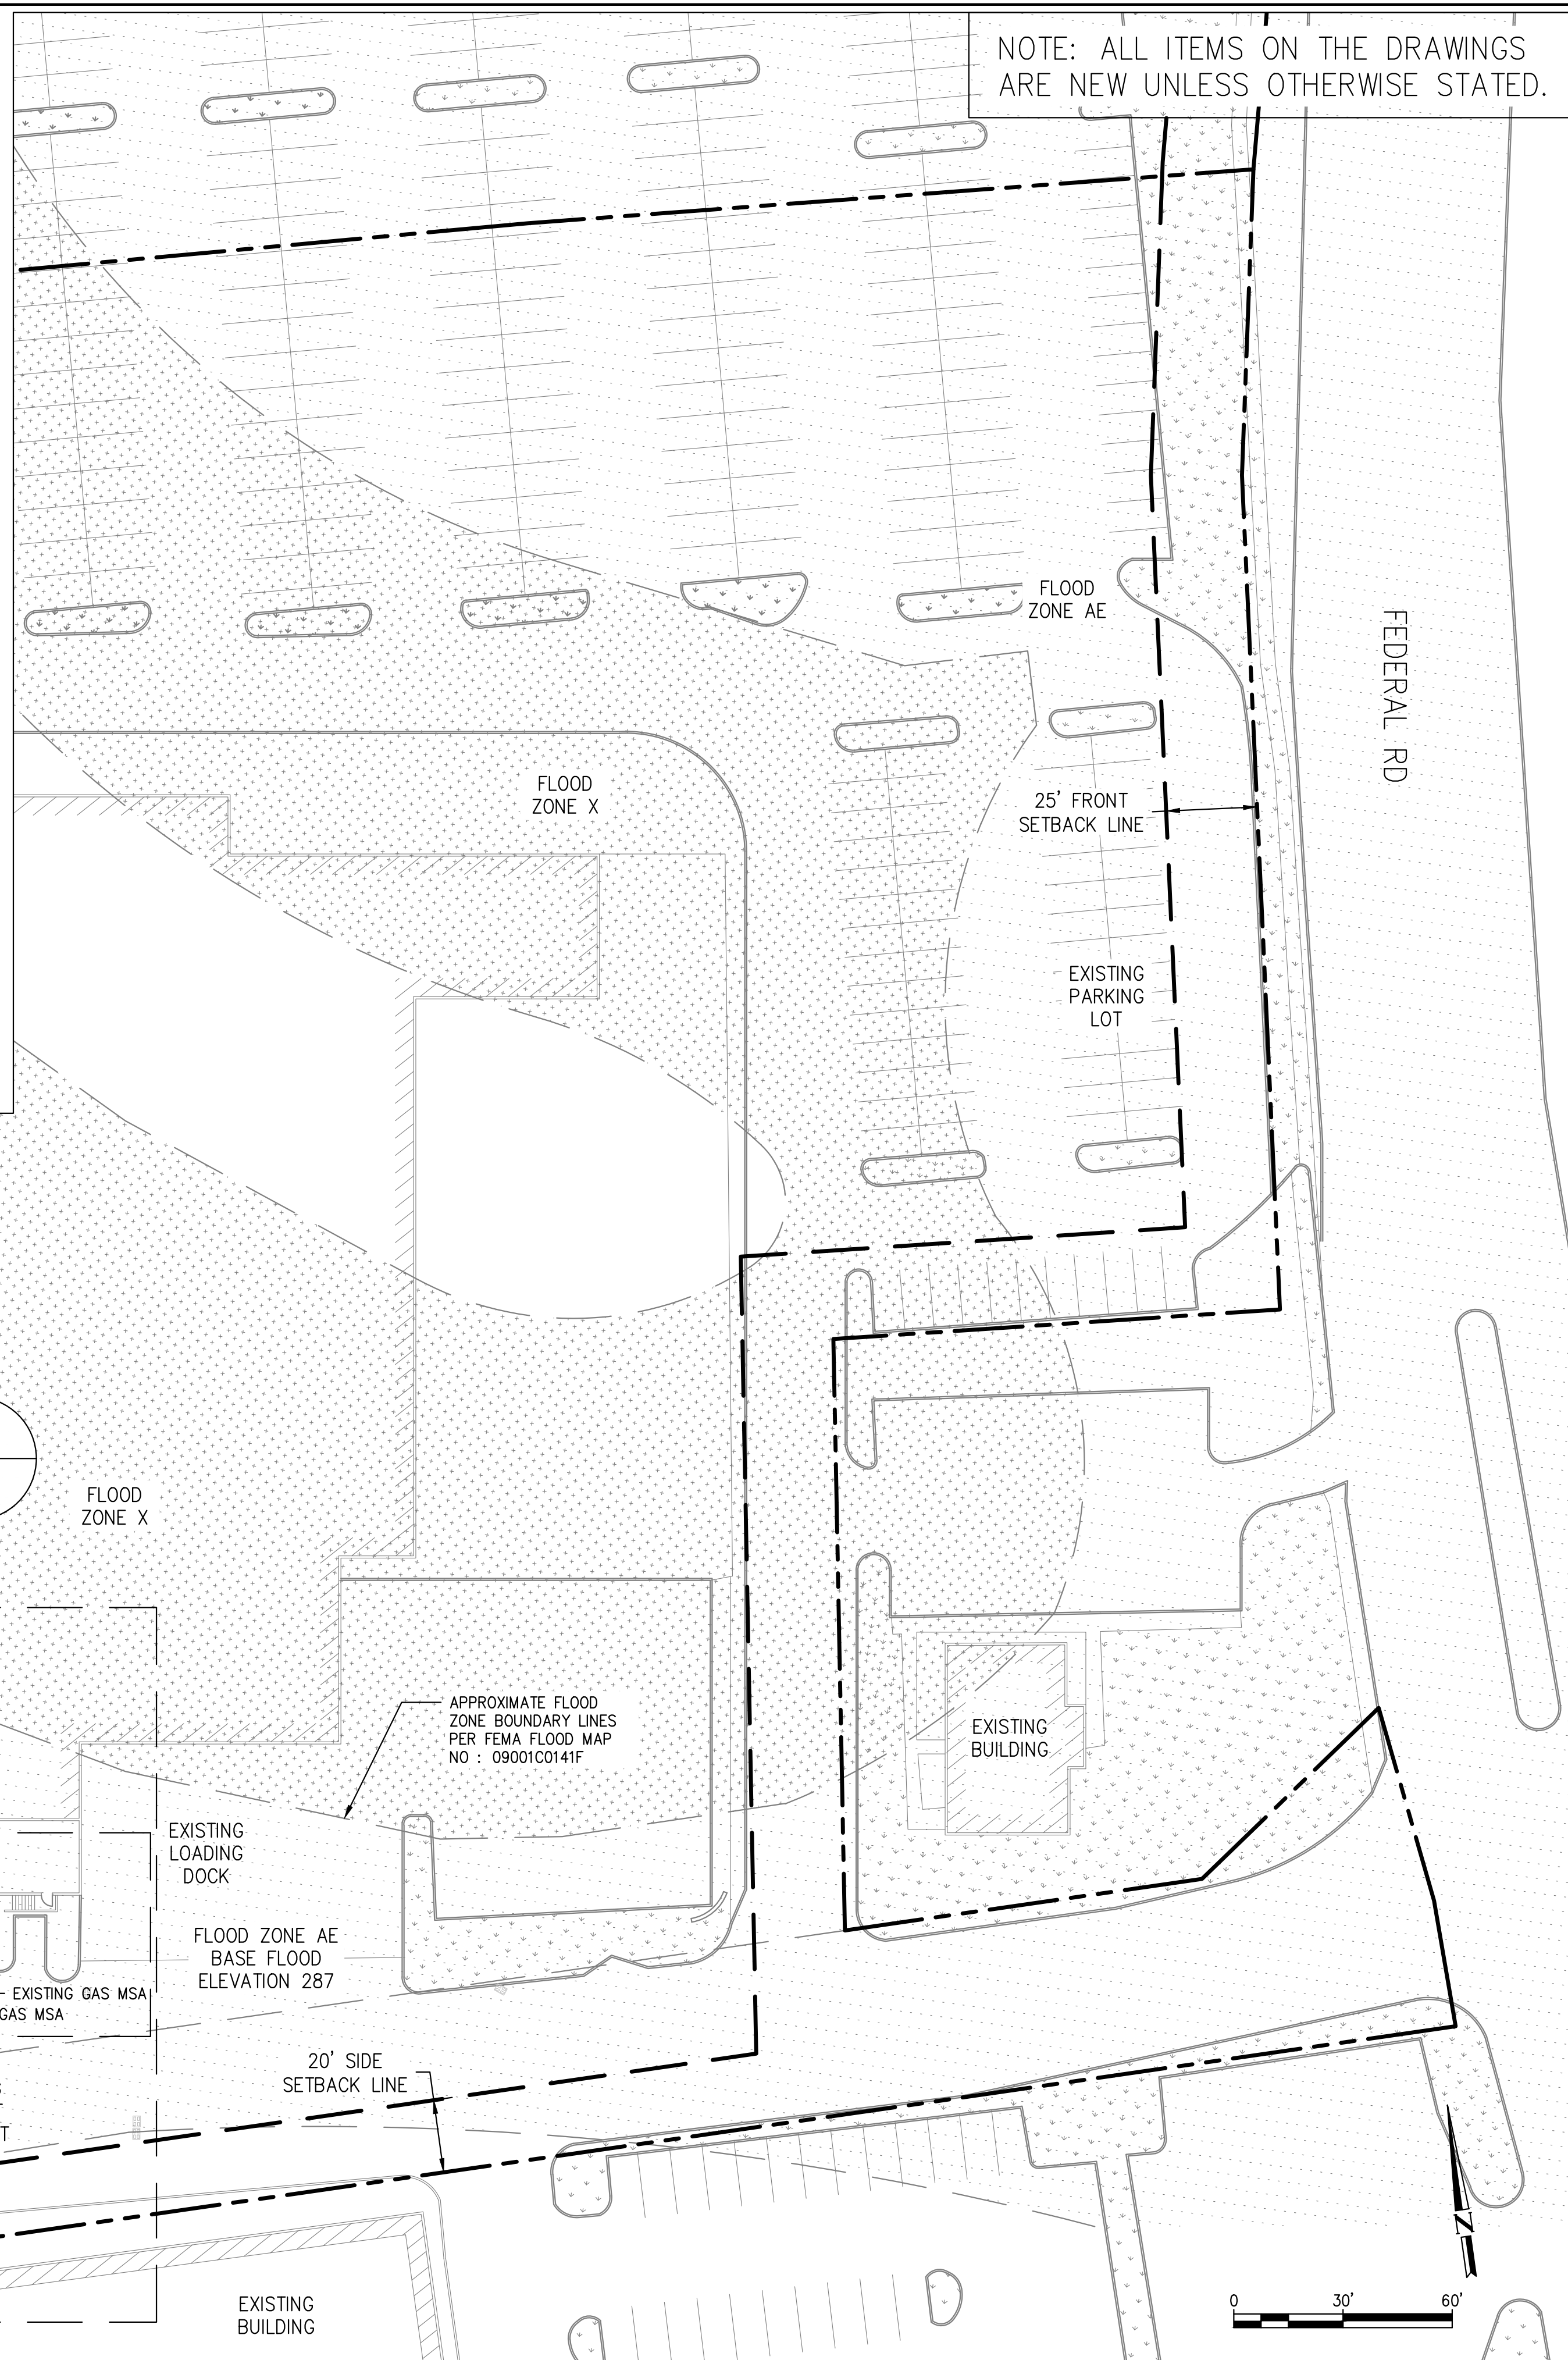 NOTE: ALL ITEMS ON THE DRAWINGS
ARE NEW UNLESS OTHERWISE STATED.
FLOOD
ZONE AE
FEDERAL RD
FLOOD
ZONE X
25' FRONT
SETBACK LINE
EXISTING
PARKING
LOT
FLOOD
ZONE X
APPROXIMATE FLOOD
ZONE BOUNDARY LINES
PER FEMA FLOOD MAP
NO : 09001C0141F
EXISTING
BUILDING
EXISTING
LOADING
DOCK
FLOOD ZONE AE
BASE FLOOD
ELEVATION 287
EXISTING GAS MSA
GAS MSA
20' SIDE
SETBACK LINE
T
N
EXISTING
BUILDING
0 30' 60'